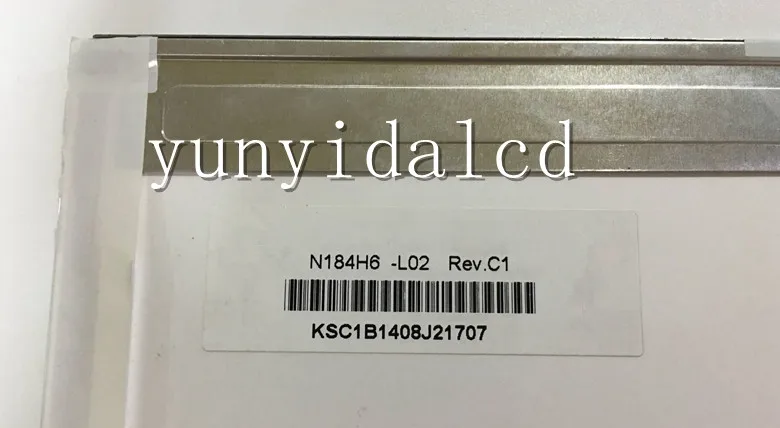 yunyidalcd
N184H6 -L02 Rev.C1
KSC1B1408J21707